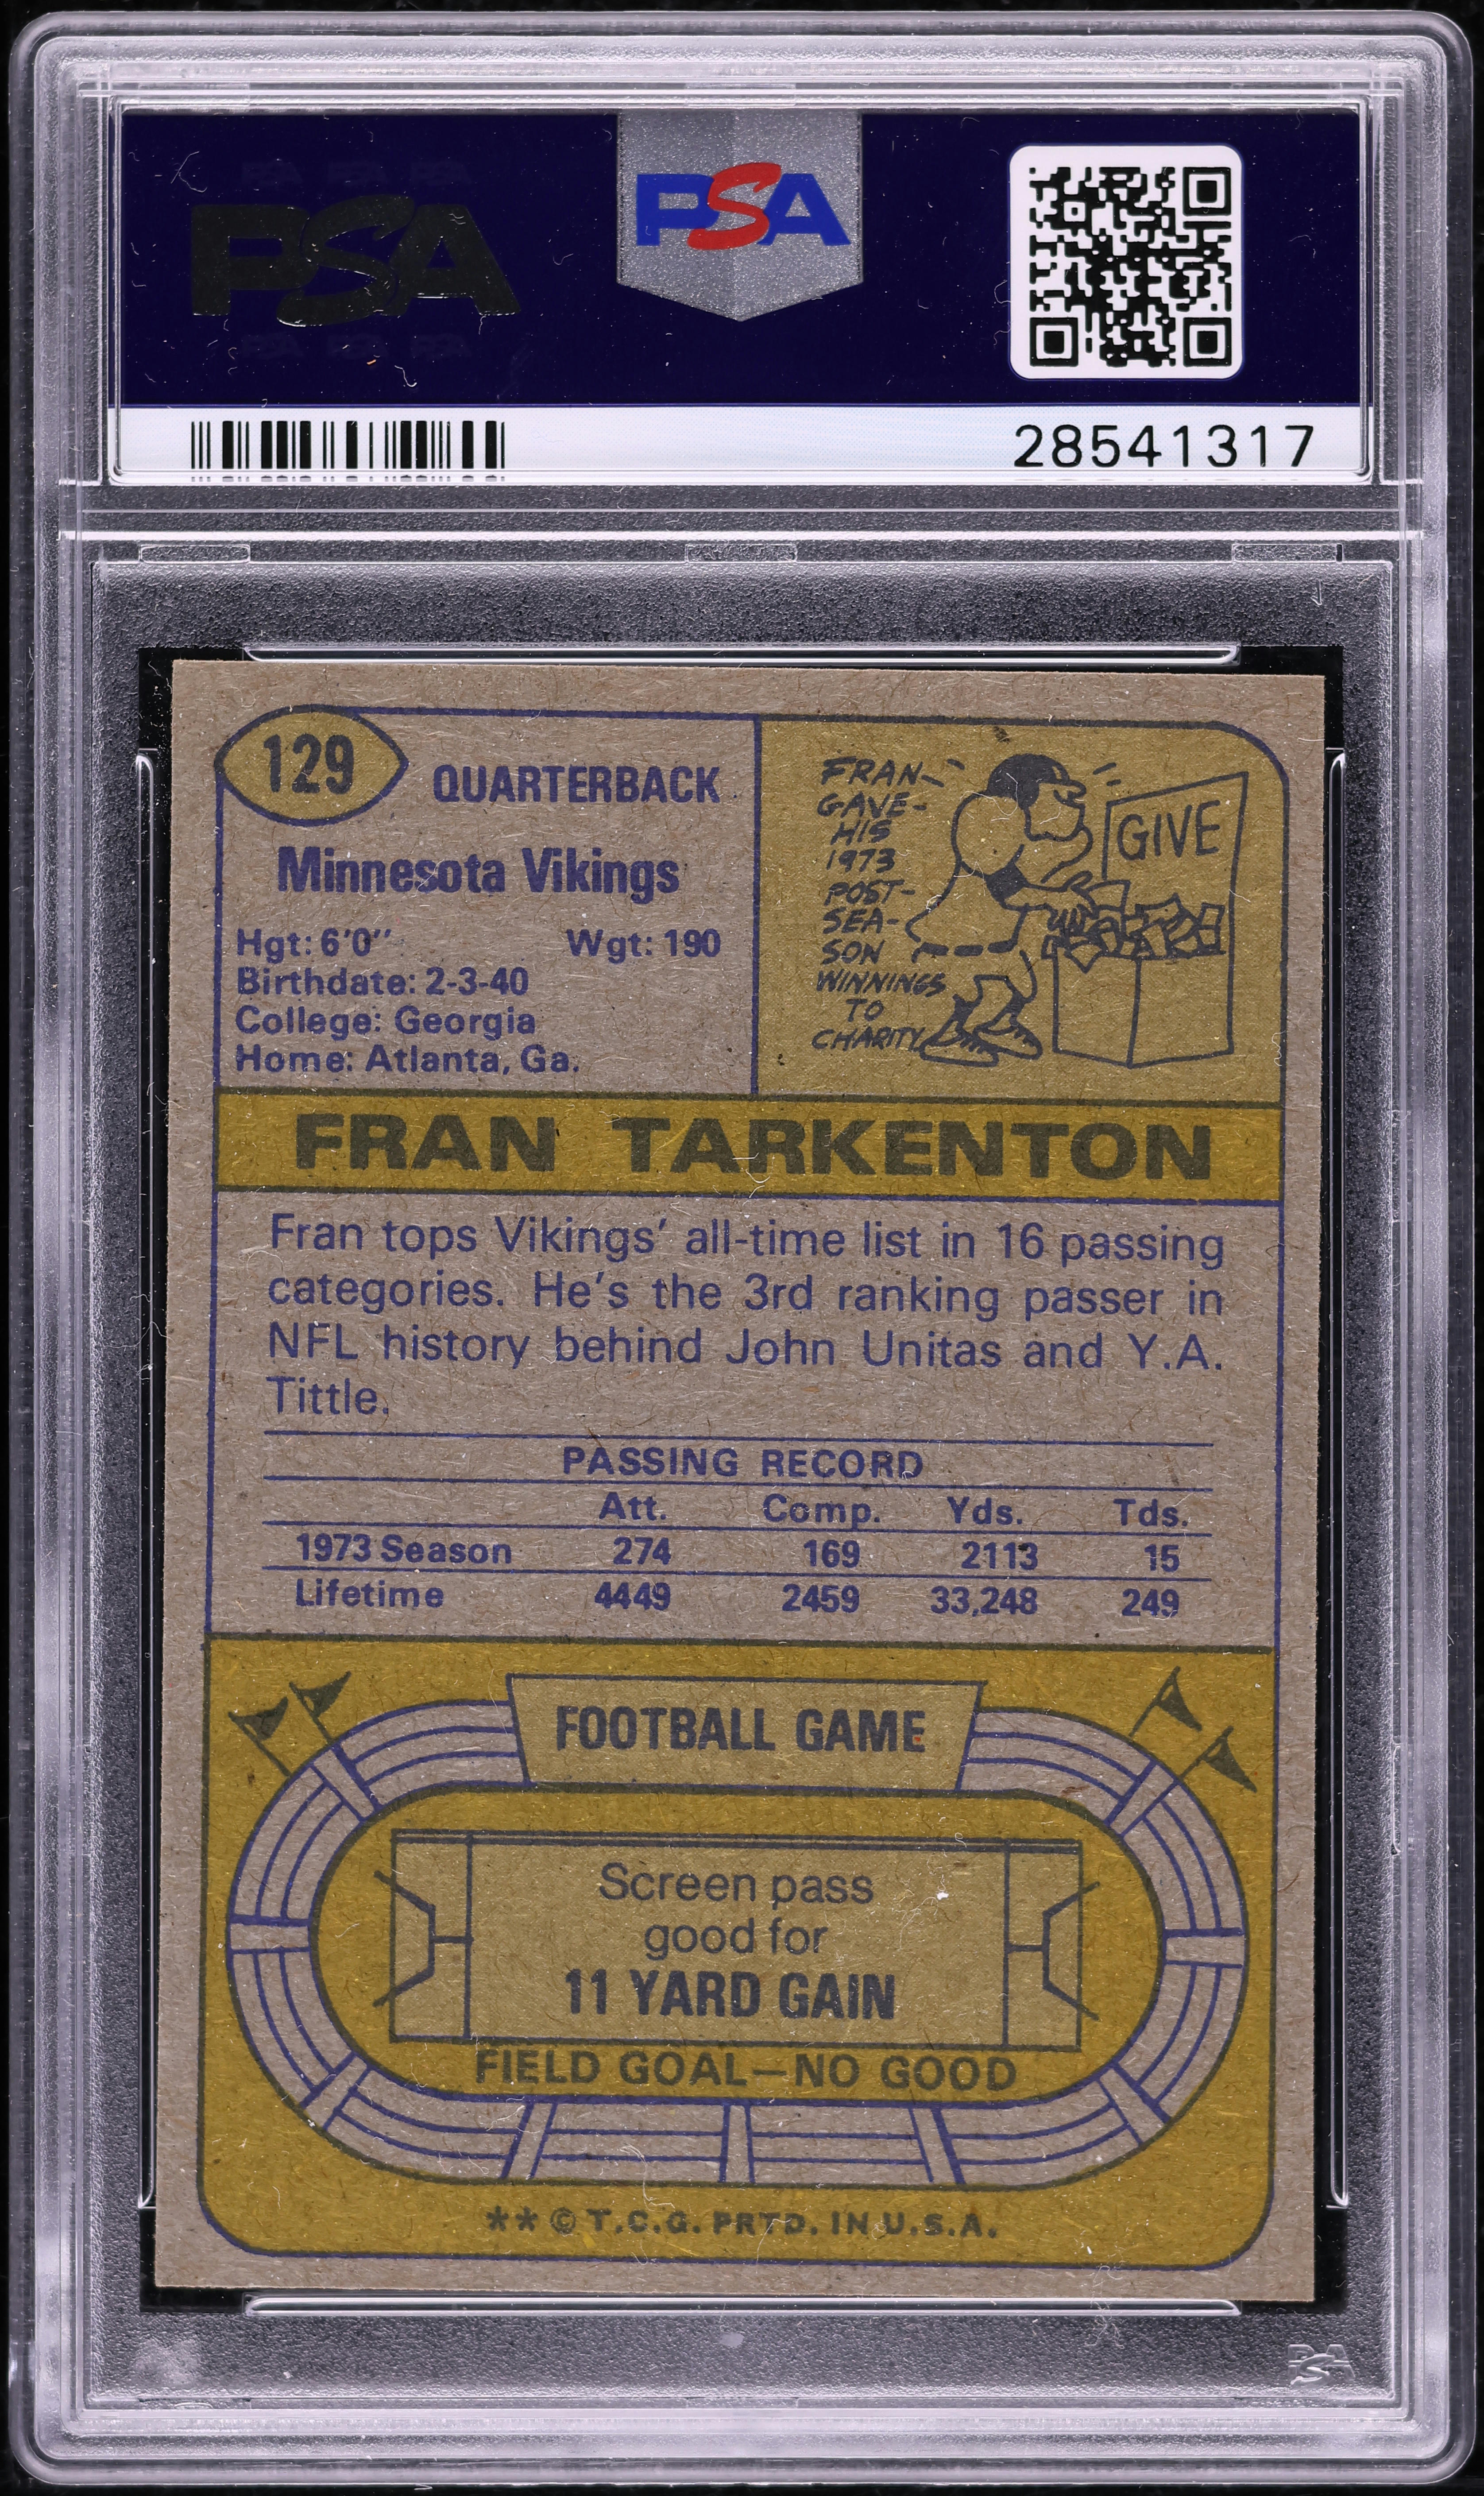 PSA
PSA
28541317
129
QUARTERBACK
Minnesota Vikings
Hgt: 6'0'' Wgt: 190
Birthdate: 2-3-40
College: Georgia
Home: Atlanta, Ga.
FRAN
GAVE
HIS
1973
POST-
SEA-
SON
WINNINGS
TO
CHARITY
GIVE
FRAN TARKENTON
Fran tops Vikings' all-time list in 16 passing
categories. He's the 3rd ranking passer in
NFL history behind John Unitas and Y.A.
Tittle.
PASSING RECORD
Att. Comp. Yds. Tds.
1973 Season 274 169 2113 15
Lifetime 4449 2459 33,248 249
FOOTBALL GAME
Screen pass
good for
11 YARD GAIN
FIELD GOAL—NO GOOD
** © T.C.G. PRTD. IN U.S.A.
PSA